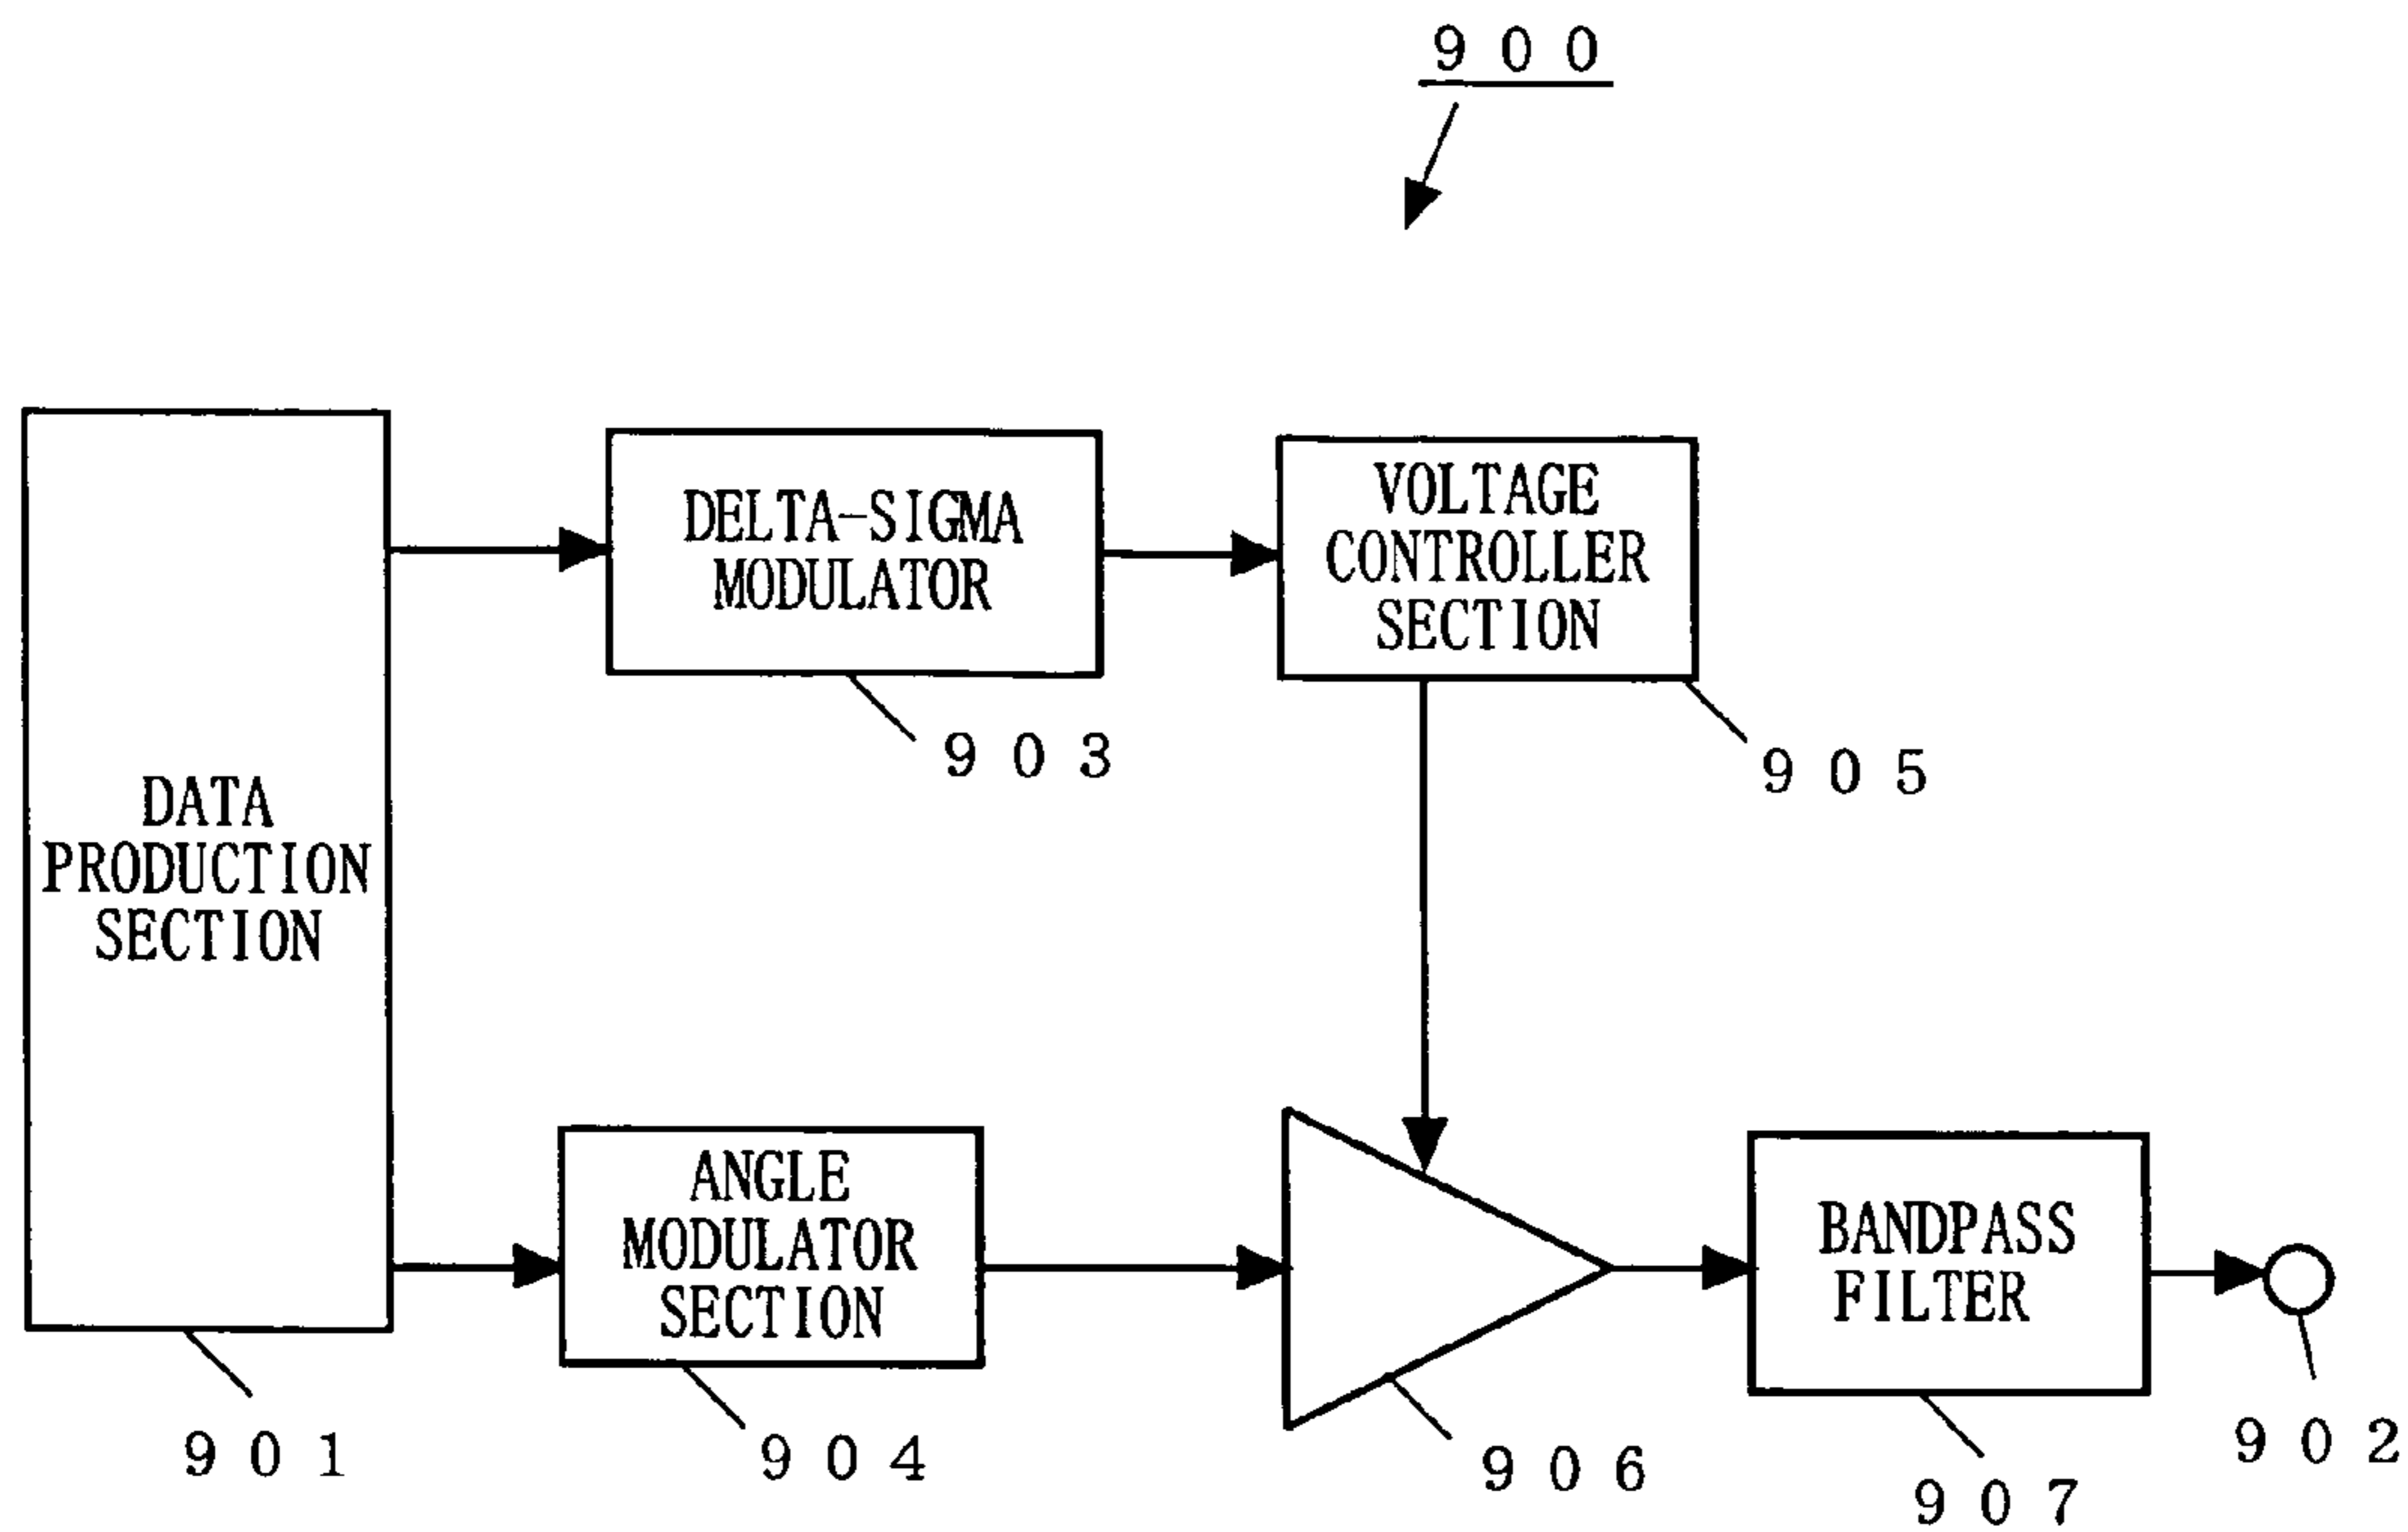 900
DELTA-SIGMA
MODULATOR
903
VOLTAGE
CONTROLLER
SECTION
905
DATA
PRODUCTION
SECTION
901
ANGLE
MODULATOR
SECTION
904
906
BANDPASS
FILTER
907
902